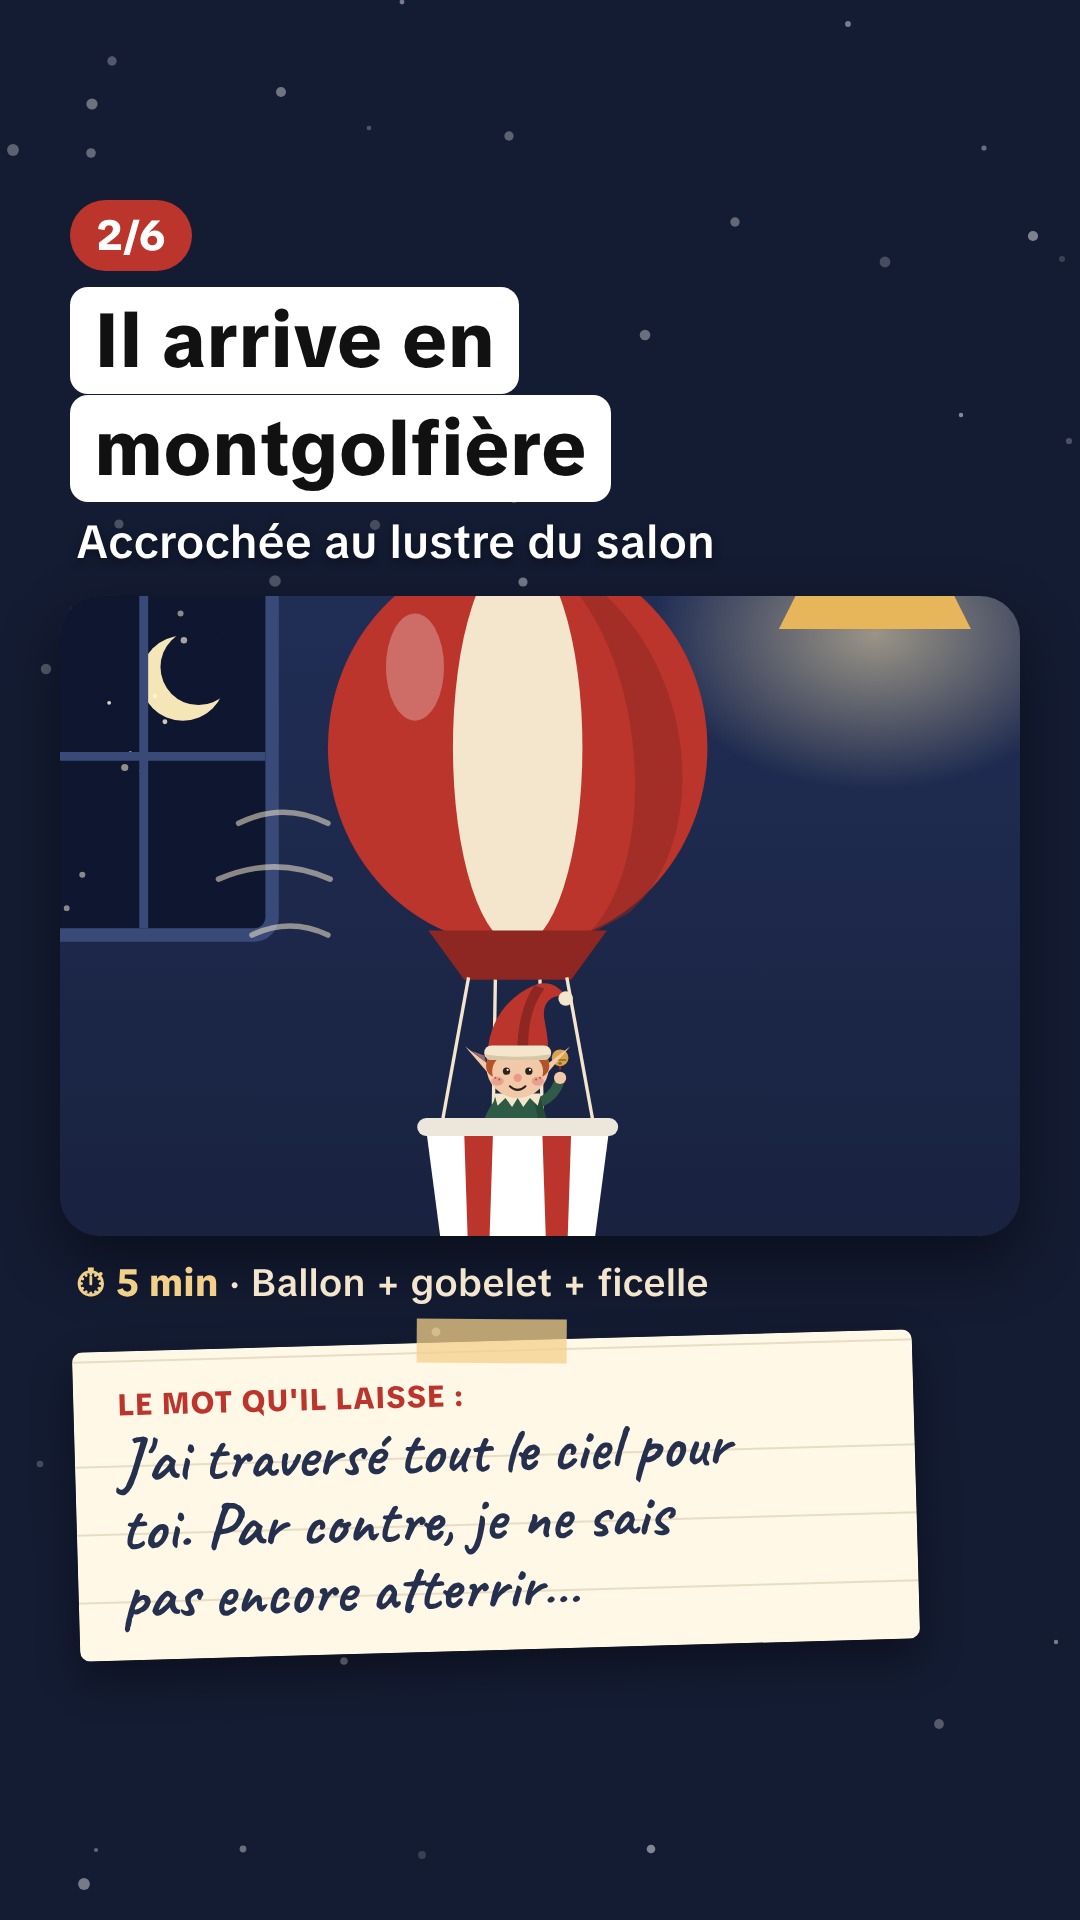 2/6
Il arrive en
montgolfière
Accrochée au lustre du salon
⏱ 5 min · Ballon + gobelet + ficelle
LE MOT QU'IL LAISSE :
J'ai traversé tout le ciel pour
toi. Par contre, je ne sais
pas encore atterrir...